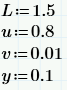 L := 1.5
u := 0.8
v := 0.01
y := 0.1